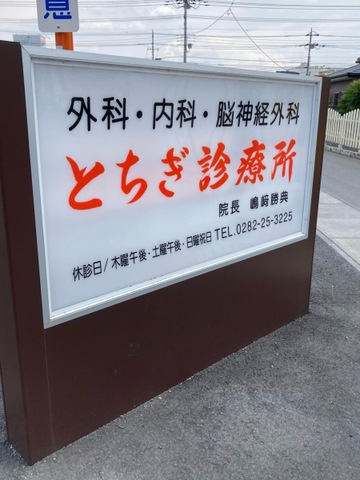 意
外科・内科・脳神経外科
とちぎ診療所
院長 嶋﨑勝典
休診日/木曜午後・土曜午後・日曜祝日 TEL.0282-25-3225